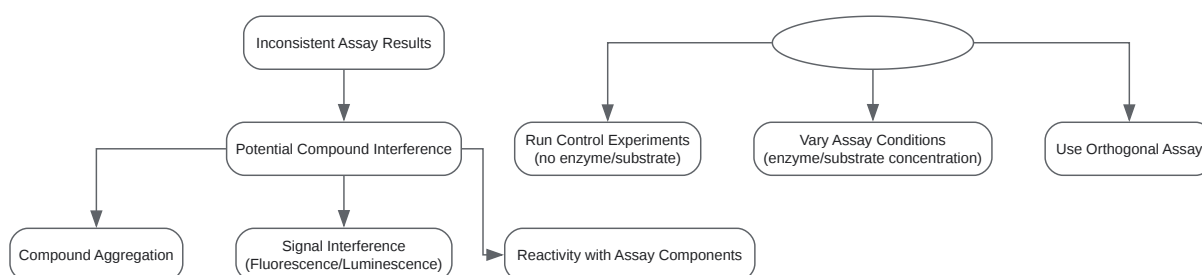 Inconsistent Assay Results
Potential Compound Interference
Compound Aggregation
Signal Interference
(Fluorescence/Luminescence)
Reactivity with Assay Components
Run Control Experiments
(no enzyme/substrate)
Vary Assay Conditions
(enzyme/substrate concentration)
Use Orthogonal Assay